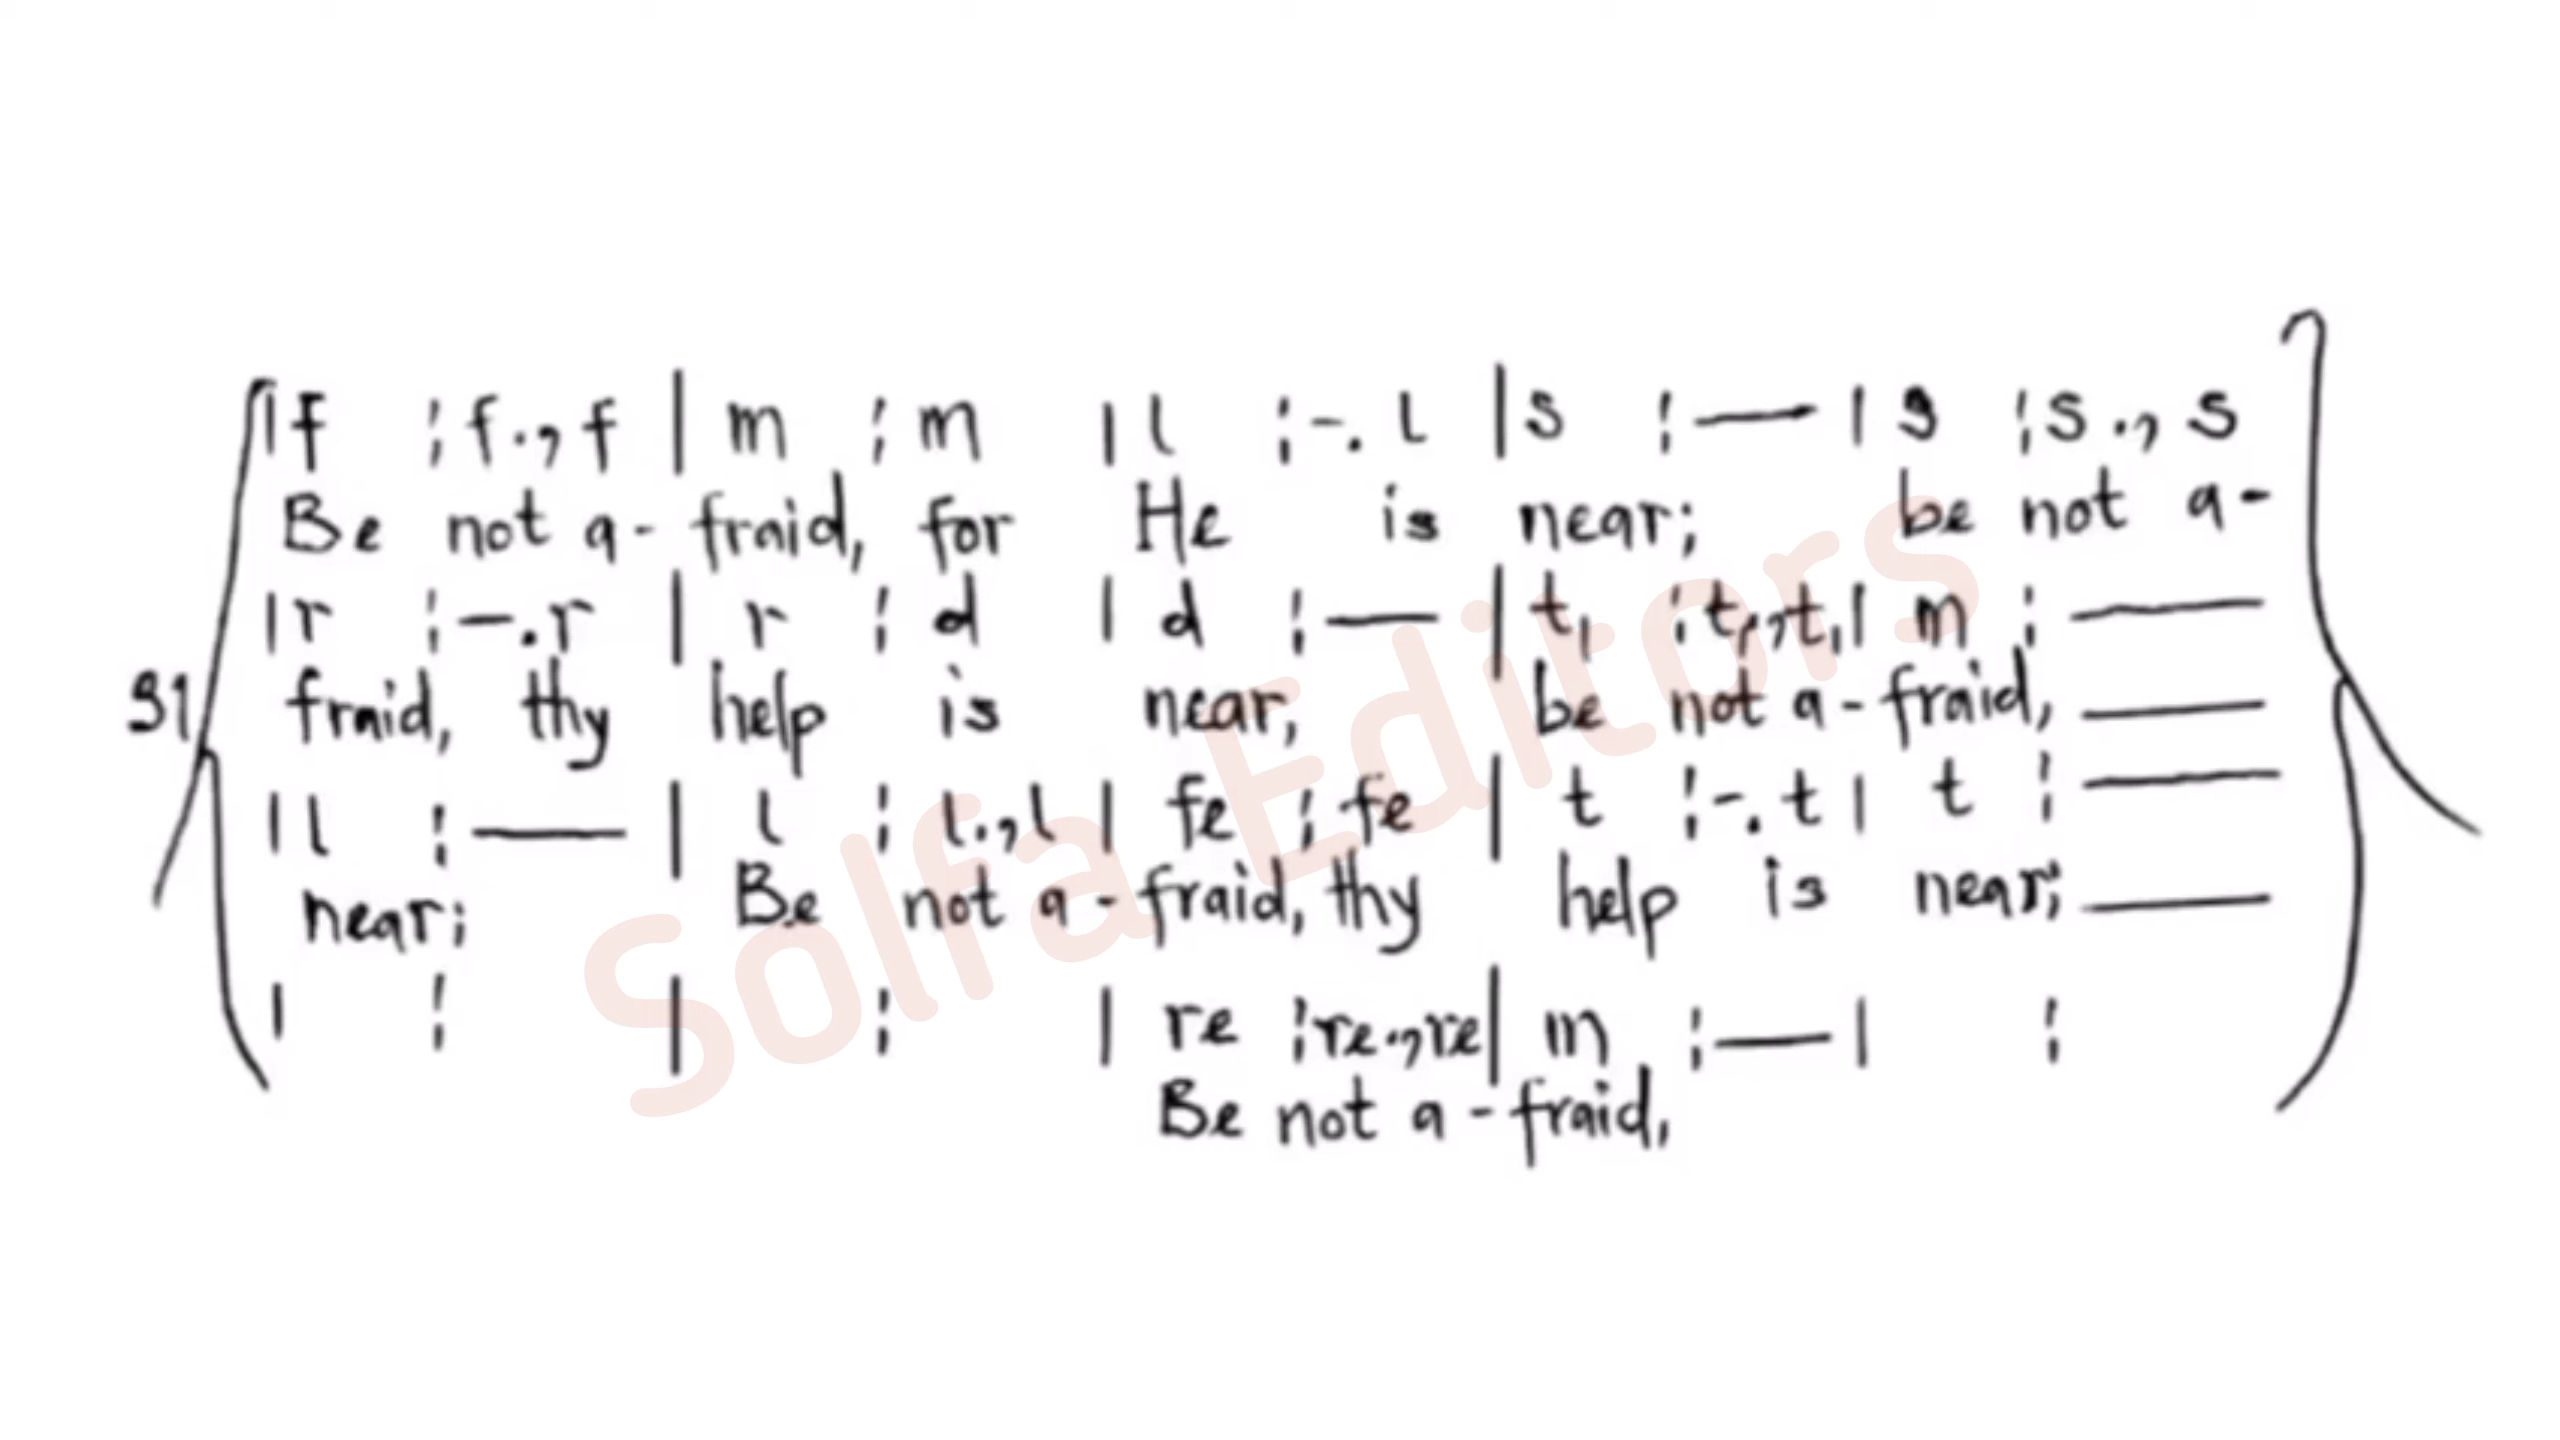 |f :f.,f | m :m | l :-.l |s :— | s :s.,s
Be not a- fraid, for He is near; be not a-
|r :-.r | r :d | d :— | t, :t,.,t, | m :—
91
fraid, thy help is near, be not a- fraid, —
|l :— | l :l.,l | fe :fe | t :-.t | t :—
near; Be not a- fraid, thy help is near; —
| : | : | re :re.,re | m :— | :
Be not a- fraid,
Solfa Editors